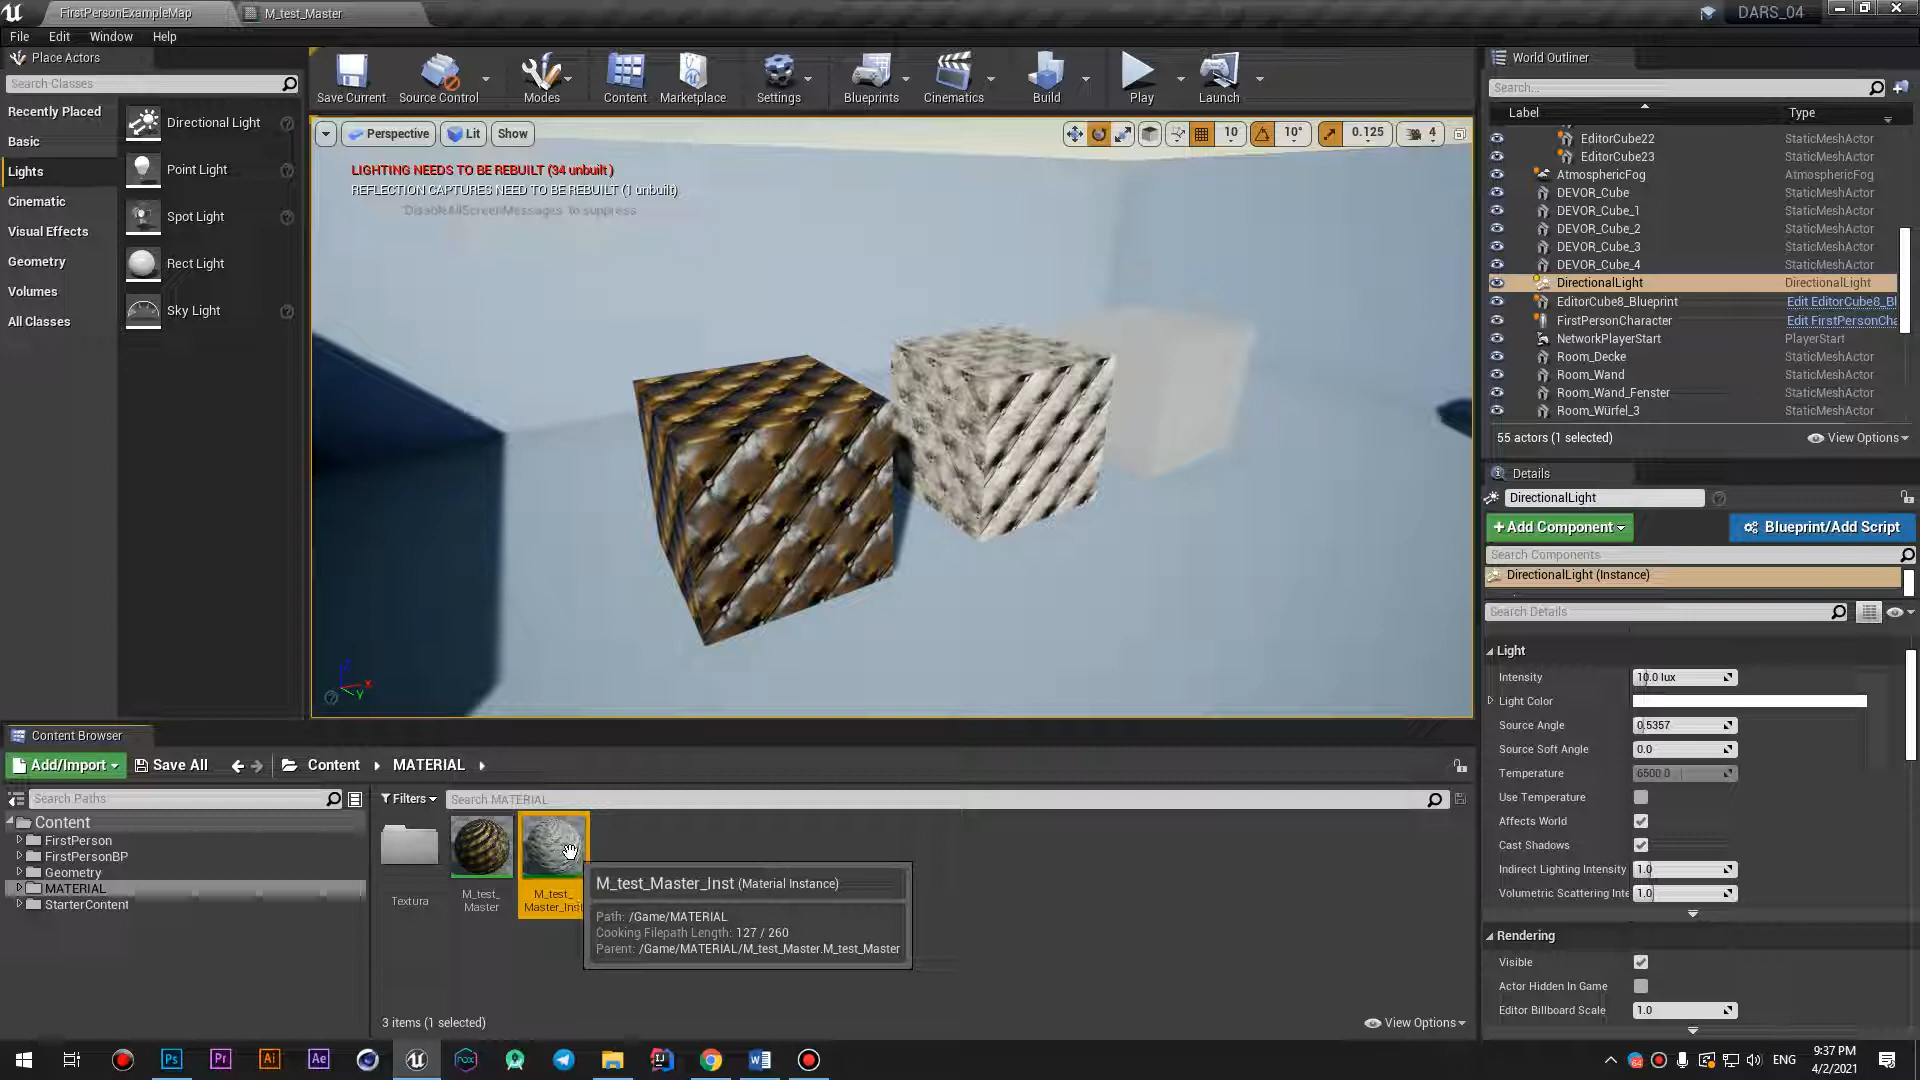 FirstPersonExampleMap
M_test_Master
DARS_04
File Edit Window Help
Place Actors
Search Classes
Recently Placed
Basic
Lights
Cinematic
Visual Effects
Geometry
Volumes
All Classes
Directional Light
Point Light
Spot Light
Rect Light
Sky Light
Save Current
Source Control
Modes
Content
Marketplace
Settings
Blueprints
Cinematics
Build
Play
Launch
Perspective
Lit
Show
10
10°
0.125
4
LIGHTING NEEDS TO BE REBUILT (34 unbuilt)
REFLECTION CAPTURES NEED TO BE REBUILT (1 unbuilt)
'DisableAllScreenMessages' to suppress
World Outliner
Search...
Label Type
EditorCube22 StaticMeshActor
EditorCube23 StaticMeshActor
AtmosphericFog AtmosphericFog
DEVOR_Cube StaticMeshActor
DEVOR_Cube_1 StaticMeshActor
DEVOR_Cube_2 StaticMeshActor
DEVOR_Cube_3 StaticMeshActor
DEVOR_Cube_4 StaticMeshActor
DirectionalLight DirectionalLight
EditorCube8_Blueprint Edit EditorCube8_Bl
FirstPersonCharacter Edit FirstPersonCha
NetworkPlayerStart PlayerStart
Room_Decke StaticMeshActor
Room_Wand StaticMeshActor
Room_Wand_Fenster StaticMeshActor
Room_Würfel_3 StaticMeshActor
55 actors (1 selected)
View Options
Details
DirectionalLight
+Add Component
Blueprint/Add Script
Search Components
DirectionalLight (Instance)
Search Details
Light
Intensity 10.0 lux
Light Color
Source Angle 0.5357
Source Soft Angle 0.0
Temperature 6500.0
Use Temperature
Affects World
Cast Shadows
Indirect Lighting Intensity 1.0
Volumetric Scattering Inte 1.0
Rendering
Visible
Actor Hidden In Game
Editor Billboard Scale 1.0
Content Browser
Add/Import
Save All
Content
MATERIAL
Search Paths
Filters
Search MATERIAL
Content
FirstPerson
FirstPersonBP
Geometry
MATERIAL
StarterContent
Textura
M_test_
Master
M_test_
Master_Inst
M_test_Master_Inst (Material Instance)
Path: /Game/MATERIAL
Cooking Filepath Length: 127 / 260
Parent: /Game/MATERIAL/M_test_Master.M_test_Master
3 items (1 selected)
View Options
Ps
Pr
Ai
Ae
ENG
9:37 PM
4/2/2021